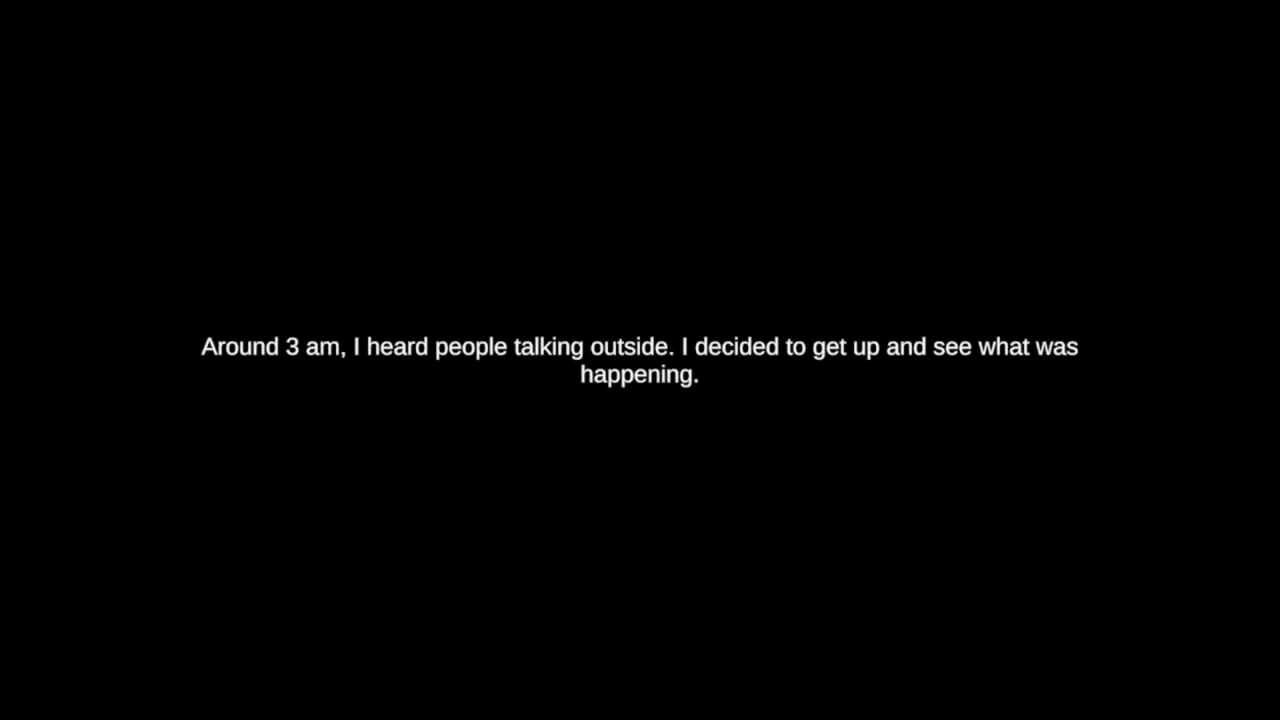 Around 3 am, I heard people talking outside. I decided to get up and see what was
happening.